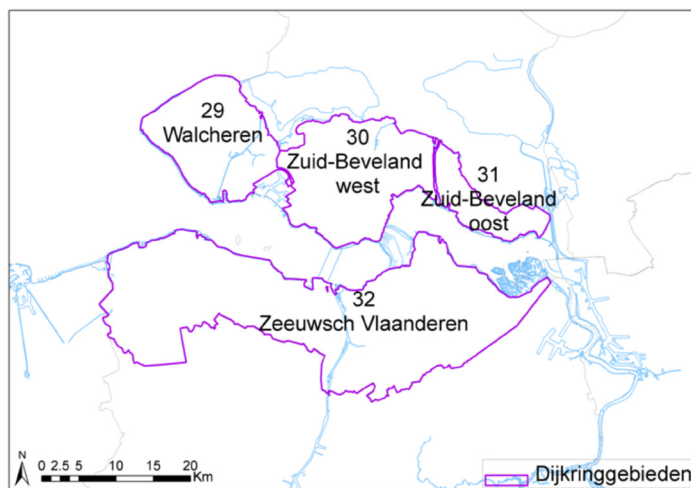 29
Walcheren
30
Zuid-Beveland
west
31
Zuid-Beveland
oost
32
Zeeuwsch Vlaanderen
N
0 2.5 5 10 15 20
Km
Dijkringgebieden